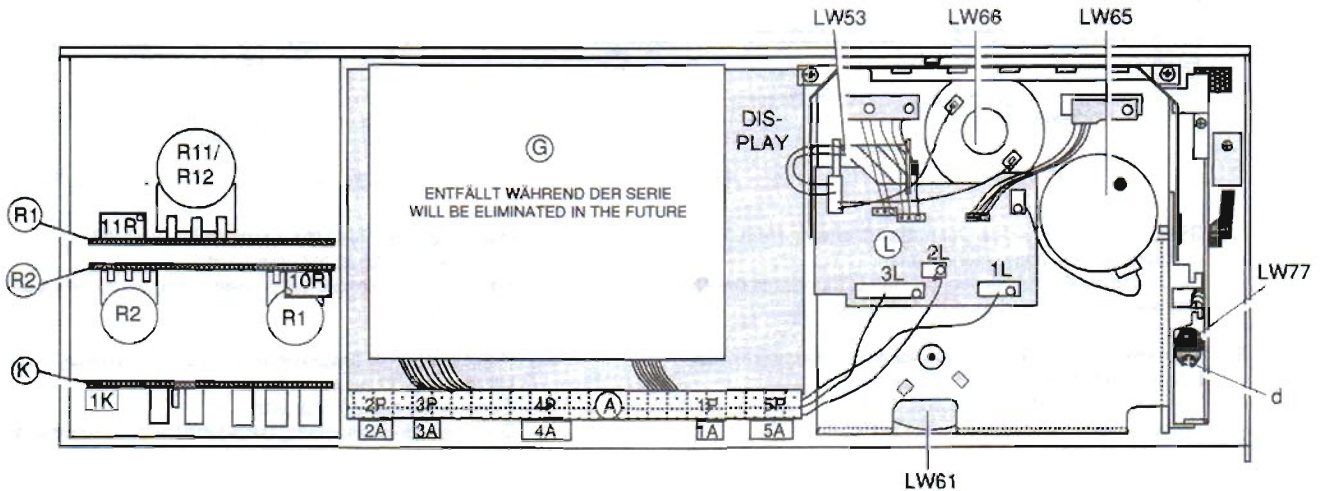 LW53 LW66 LW65
DIS-
PLAY
R11/
R12
G
ENTFÄLLT WÄHREND DER SERIE
WILL BE ELIMINATED IN THE FUTURE
R1 11R
R2 10R
R2 R1
L
2L
3L 1L
LW77
K
1K
d
2P 3P 4P A 1P 5P
2A 3A 4A 1A 5A
LW61